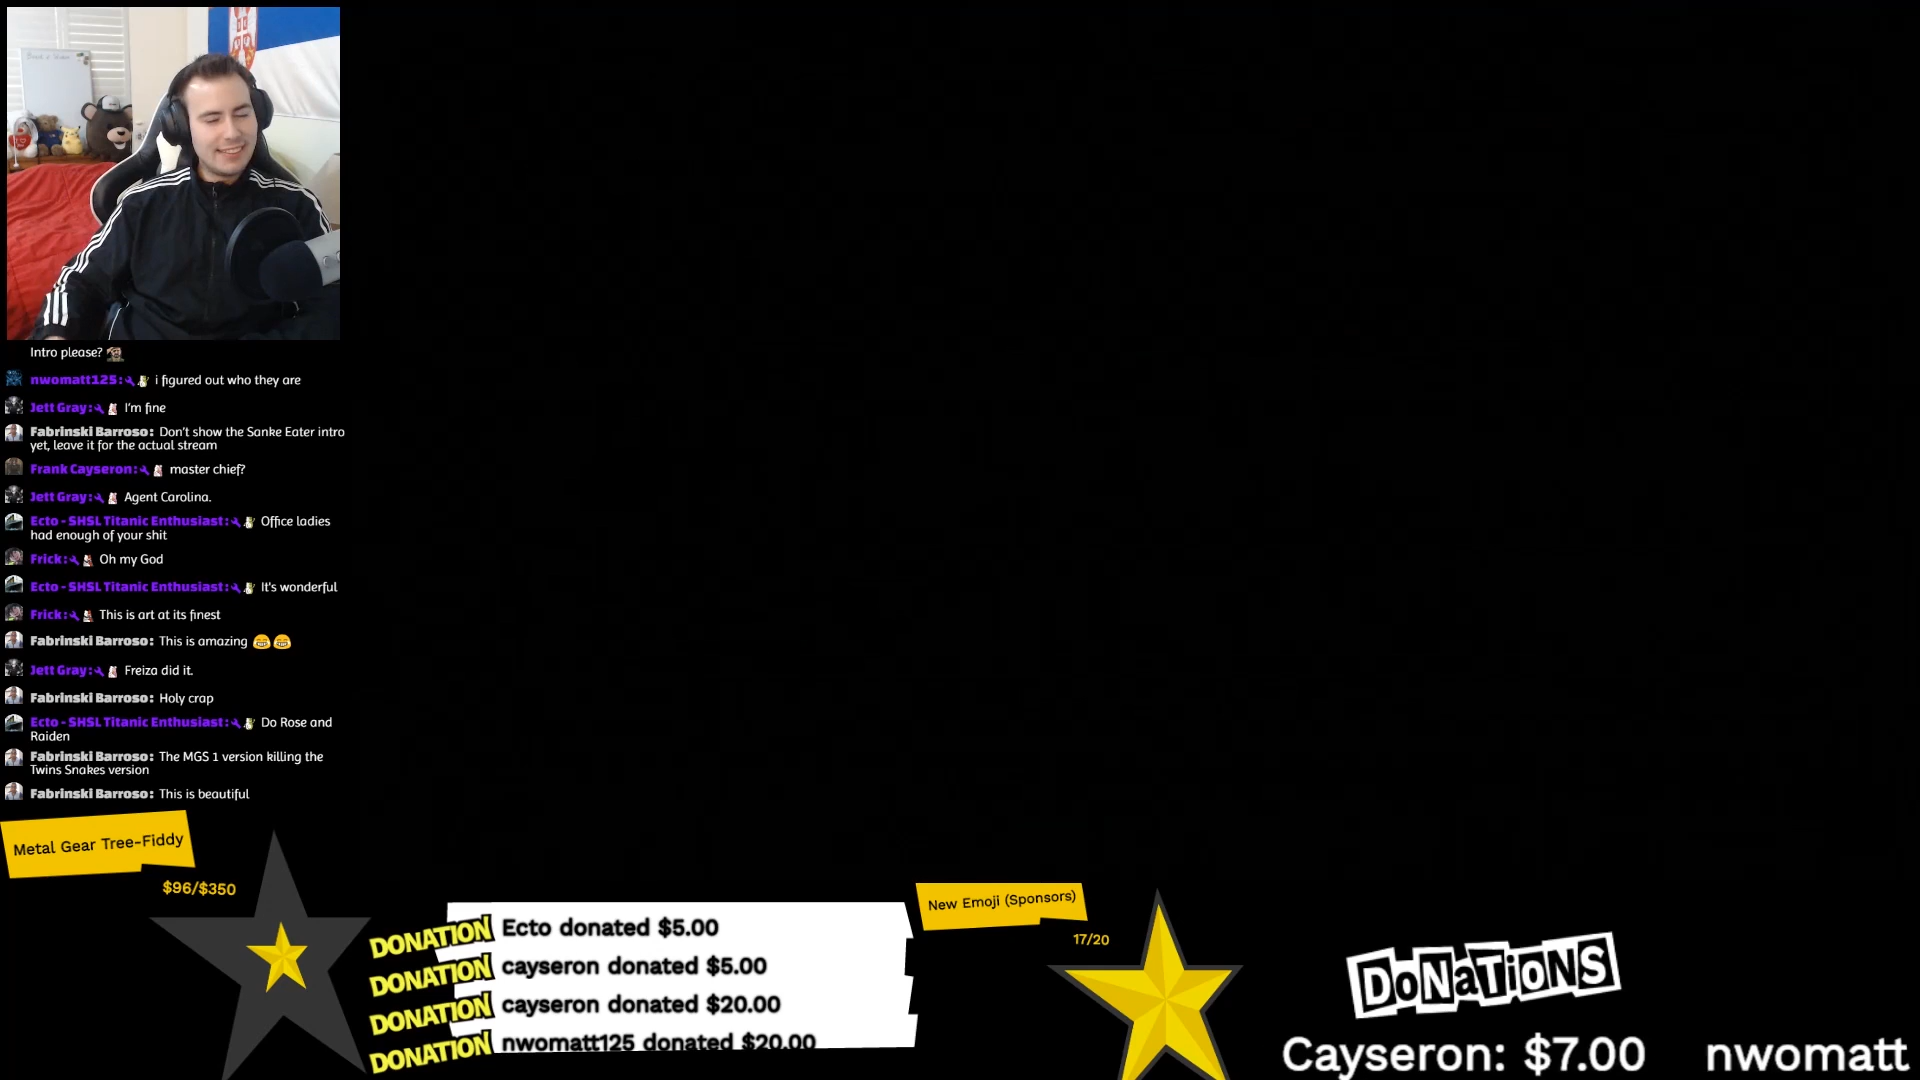 Intro please?
nwomatt125: i figured out who they are
Jett Gray: I'm fine
Fabrinski Barroso: Don't show the Sanke Eater intro
yet, leave it for the actual stream
Frank Cayseron: master chief?
Jett Gray: Agent Carolina.
Ecto - SHSL Titanic Enthusiast: Office ladies
had enough of your shit
Frick: Oh my God
Ecto - SHSL Titanic Enthusiast: It's wonderful
Frick: This is art at its finest
Fabrinski Barroso: This is amazing 😂😂
Jett Gray: Freiza did it.
Fabrinski Barroso: Holy crap
Ecto - SHSL Titanic Enthusiast: Do Rose and
Raiden
Fabrinski Barroso: The MGS 1 version killing the
Twins Snakes version
Fabrinski Barroso: This is beautiful
Metal Gear Tree-Fiddy
$96/$350
DONATION Ecto donated $5.00
DONATION cayseron donated $5.00
DONATION cayseron donated $20.00
DONATION nwomatt125 donated $20.00
New Emoji (Sponsors)
17/20
DoNaTioNS
Cayseron: $7.00 nwomatt